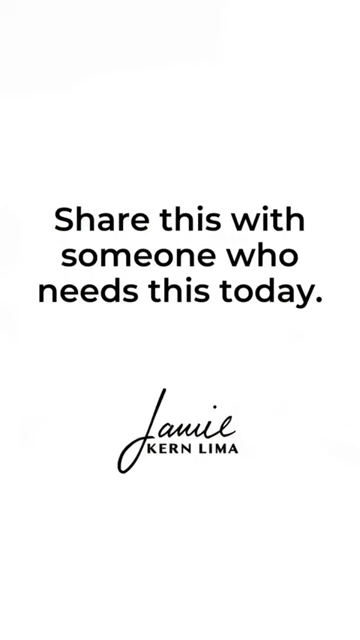 Share this with
someone who
needs this today.
Jamie
KERN LIMA